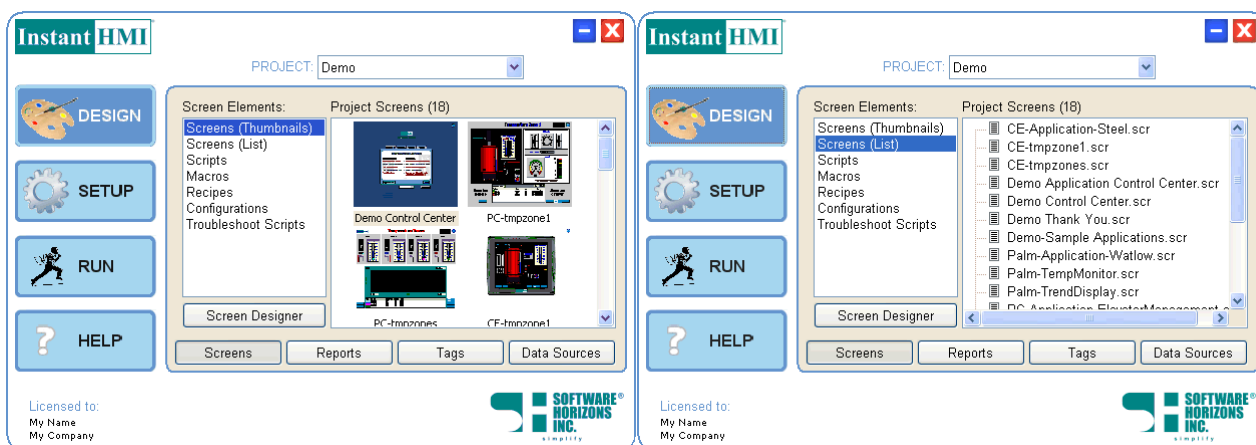 Instant HMI
PROJECT: Demo
DESIGN
SETUP
RUN
HELP
Screen Elements:
Screens (Thumbnails)
Screens (List)
Scripts
Macros
Recipes
Configurations
Troubleshoot Scripts
Screen Designer
Project Screens (18)
Demo Control Center
PC-tmpzone1
PC-tmpzones
CE-tmpzone1
Screens
Reports
Tags
Data Sources
Licensed to:
My Name
My Company
SOFTWARE®
HORIZONS
INC.
simplify
Instant HMI
PROJECT: Demo
DESIGN
SETUP
RUN
HELP
Screen Elements:
Screens (Thumbnails)
Screens (List)
Scripts
Macros
Recipes
Configurations
Troubleshoot Scripts
Screen Designer
Project Screens (18)
CE-Application-Steel.scr
CE-tmpzone1.scr
CE-tmpzones.scr
Demo Application Control Center.scr
Demo Control Center.scr
Demo Thank You.scr
Demo-Sample Applications.scr
Palm-Application-Watlow.scr
Palm-TempMonitor.scr
Palm-TrendDisplay.scr
Screens
Reports
Tags
Data Sources
Licensed to:
My Name
My Company
SOFTWARE®
HORIZONS
INC.
simplify